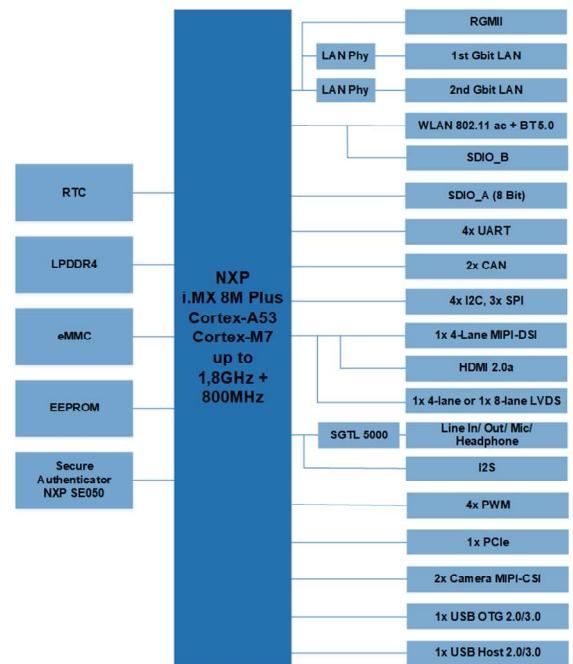 RTC
LPDDR4
eMMC
EEPROM
Secure
Authenticator
NXP SE050
NXP
i.MX 8M Plus
Cortex-A53
Cortex-M7
up to
1,8GHz +
800MHz
RGMII
LAN Phy
1st Gbit LAN
LAN Phy
2nd Gbit LAN
WLAN 802.11 ac + BT5.0
SDIO_B
SDIO_A (8 Bit)
4x UART
2x CAN
4x I2C, 3x SPI
1x 4-Lane MIPI-DSI
HDMI 2.0a
1x 4-lane or 1x 8-lane LVDS
SGTL 5000
Line In/ Out/ Mic/
Headphone
I2S
4x PWM
1x PCIe
2x Camera MIPI-CSI
1x USB OTG 2.0/3.0
1x USB Host 2.0/3.0